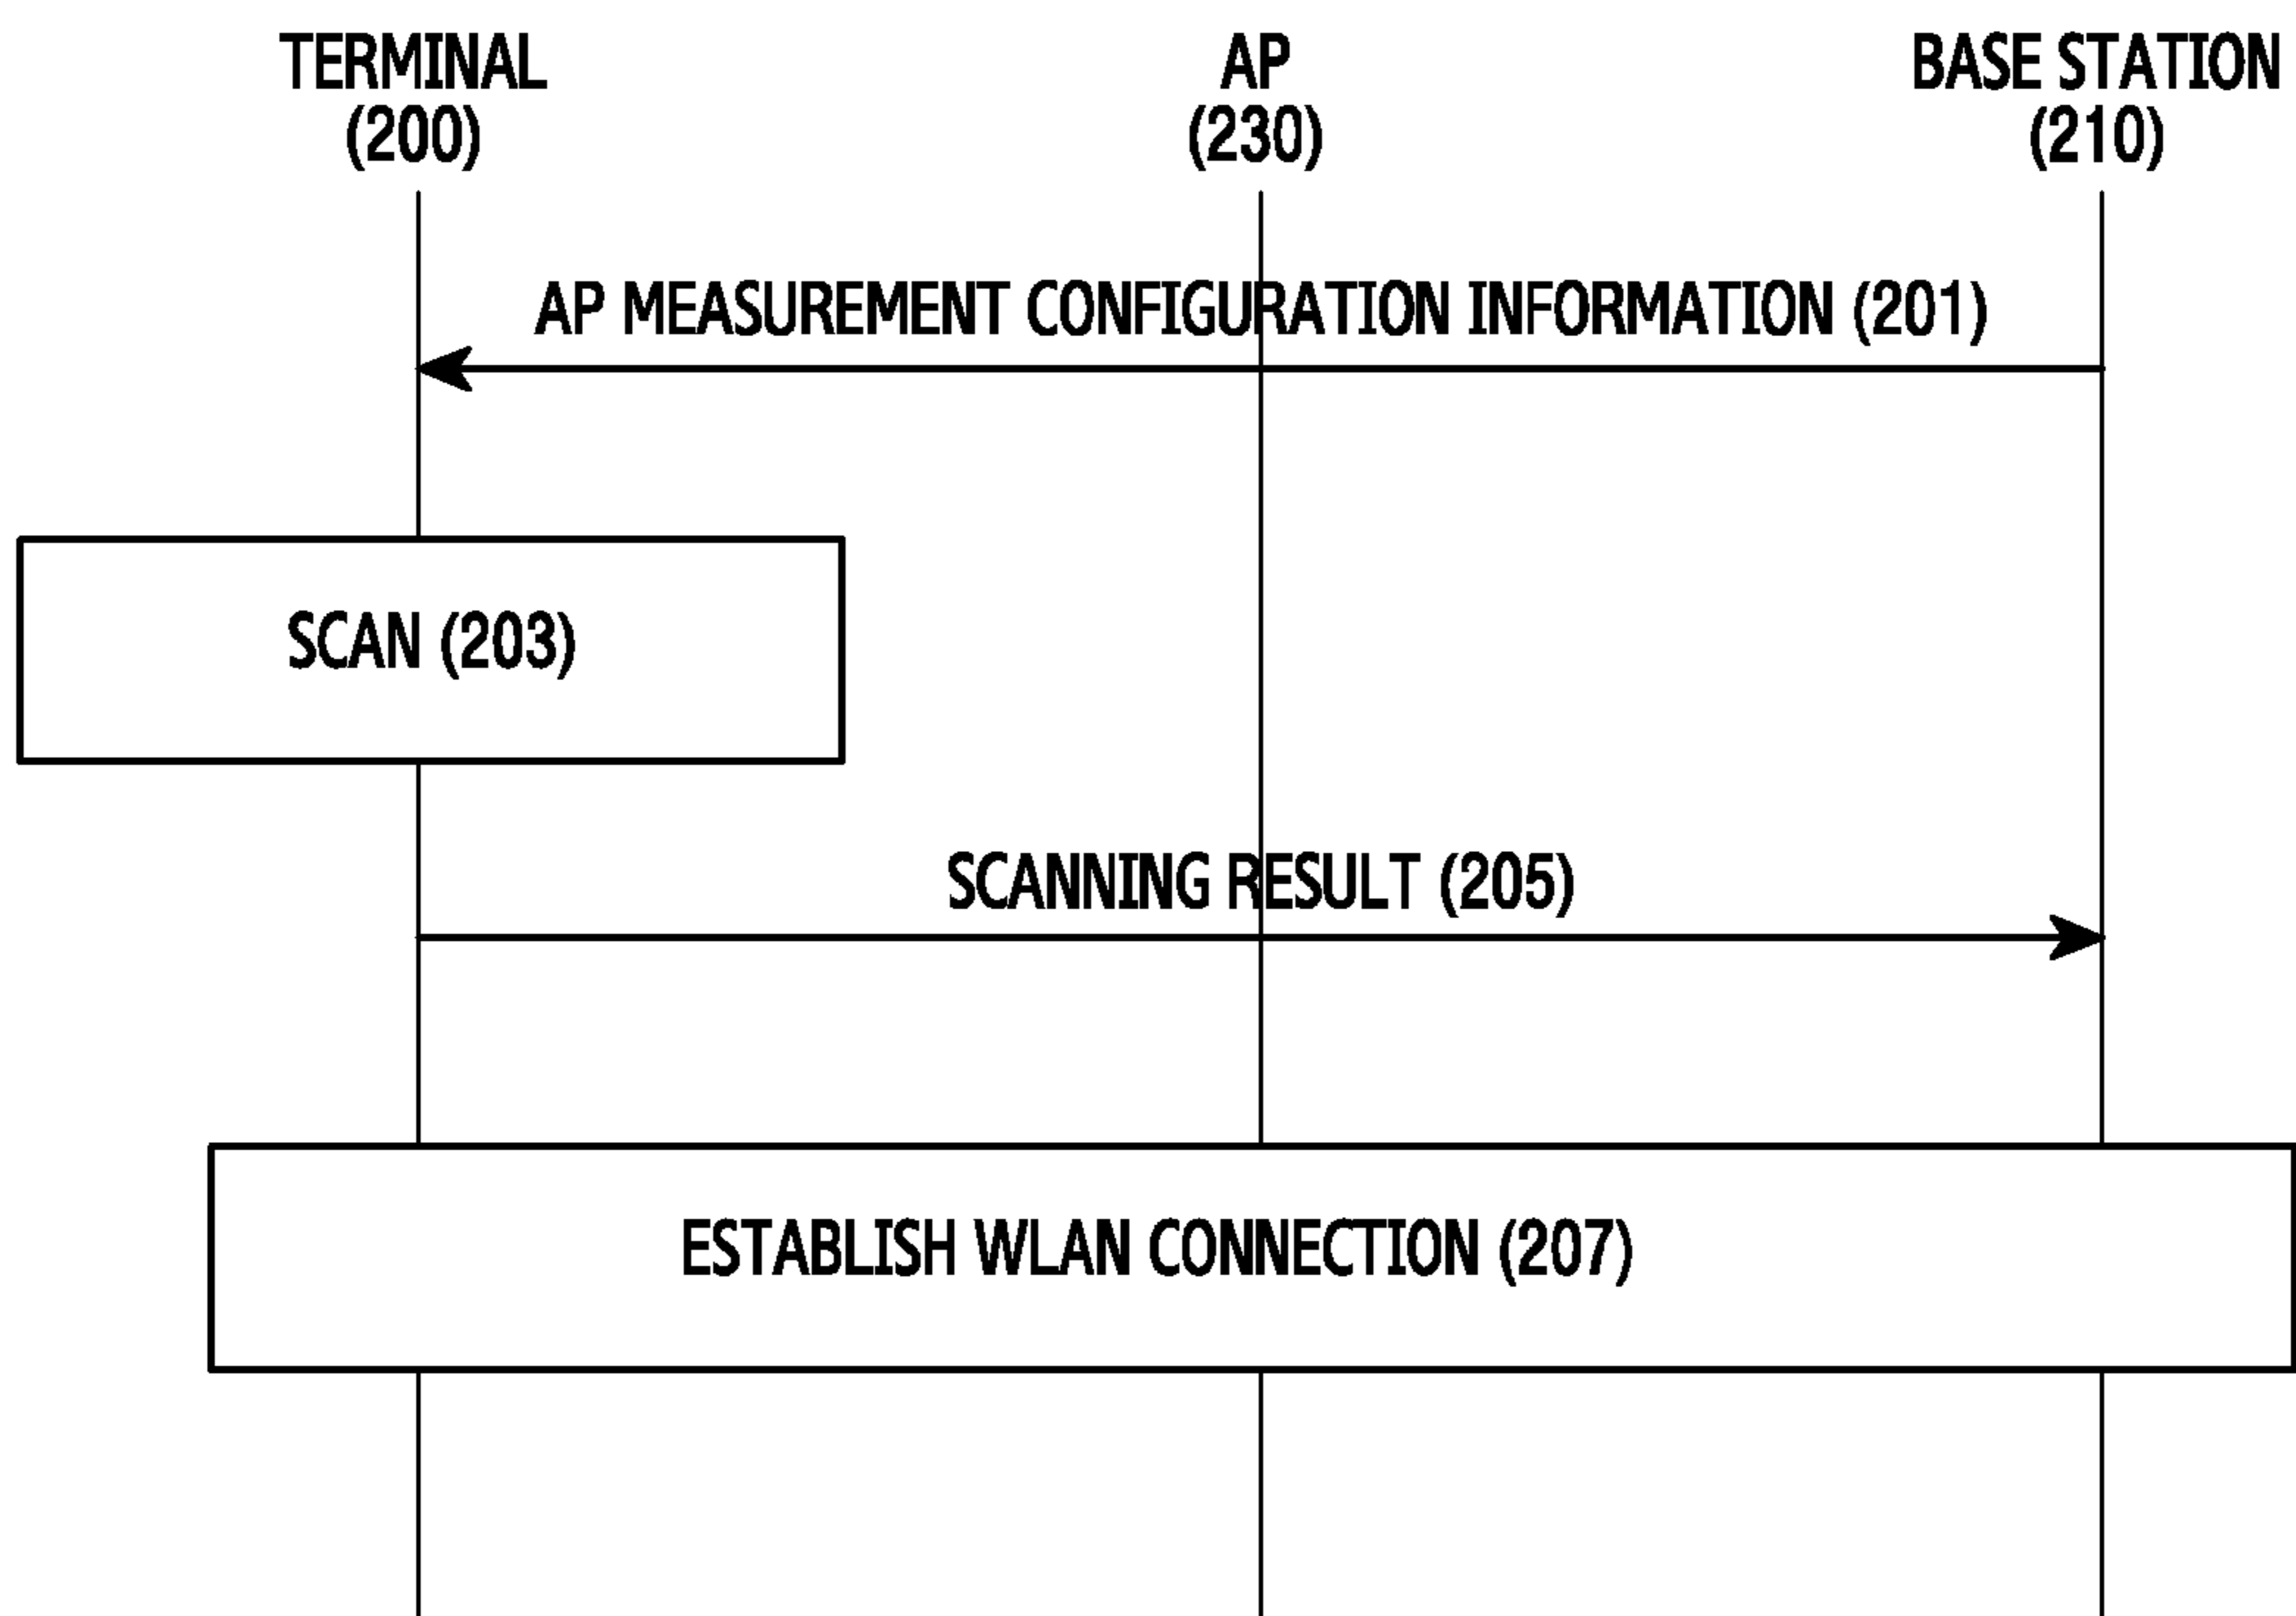 TERMINAL
(200)
AP
(230)
BASE STATION
(210)
AP MEASUREMENT CONFIGURATION INFORMATION (201)
SCAN (203)
SCANNING RESULT (205)
ESTABLISH WLAN CONNECTION (207)